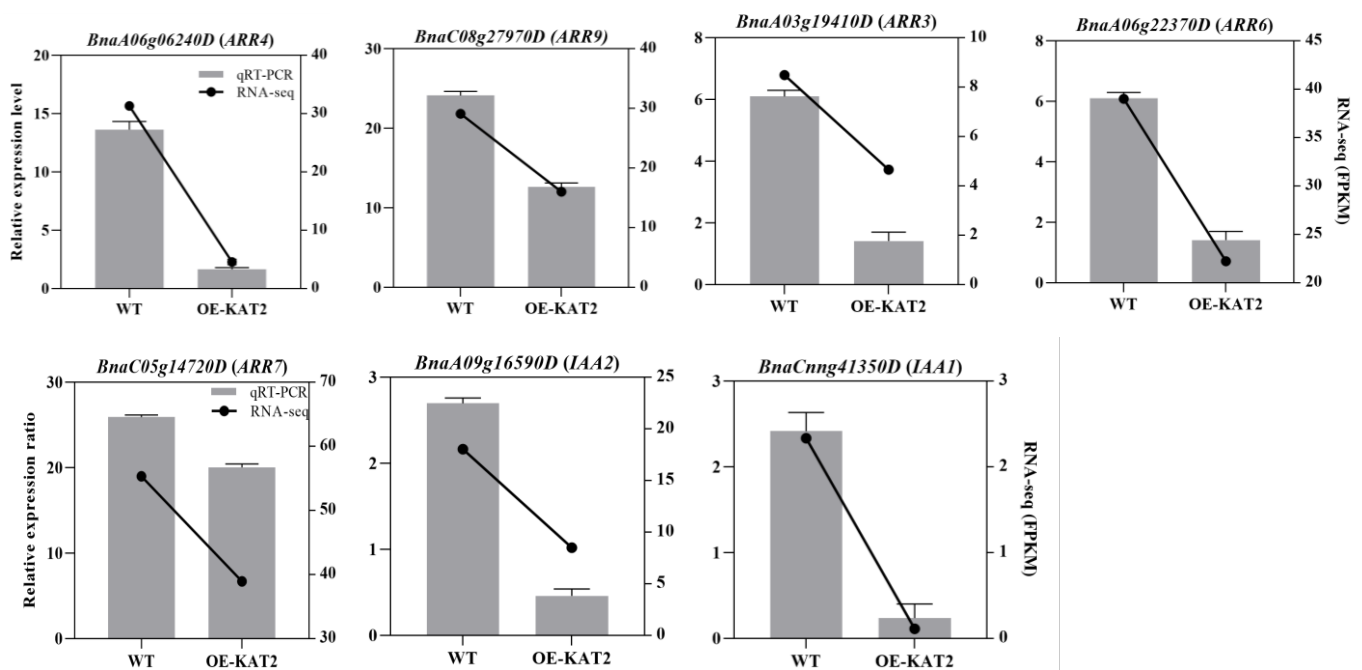 BnaA06g06240D (ARR4)
20
15
10
5
0
Relative expression level
40
30
20
10
0
qRT-PCR
RNA-seq
WT
OE-KAT2
BnaC08g27970D (ARR9)
30
20
10
0
40
30
20
10
0
WT
OE-KAT2
BnaA03g19410D (ARR3)
8
6
4
2
0
10
8
6
4
2
0
WT
OE-KAT2
BnaA06g22370D (ARR6)
8
6
4
2
0
45
40
35
30
25
20
RNA-seq (FPKM)
WT
OE-KAT2
BnaC05g14720D (ARR7)
30
20
10
0
Relative expression ratio
70
60
50
40
30
qRT-PCR
RNA-seq
WT
OE-KAT2
BnaA09g16590D (IAA2)
3
2
1
0
25
20
15
10
5
0
WT
OE-KAT2
BnaCnng41350D (IAA1)
3
2
1
0
3
2
1
0
RNA-seq (FPKM)
WT
OE-KAT2